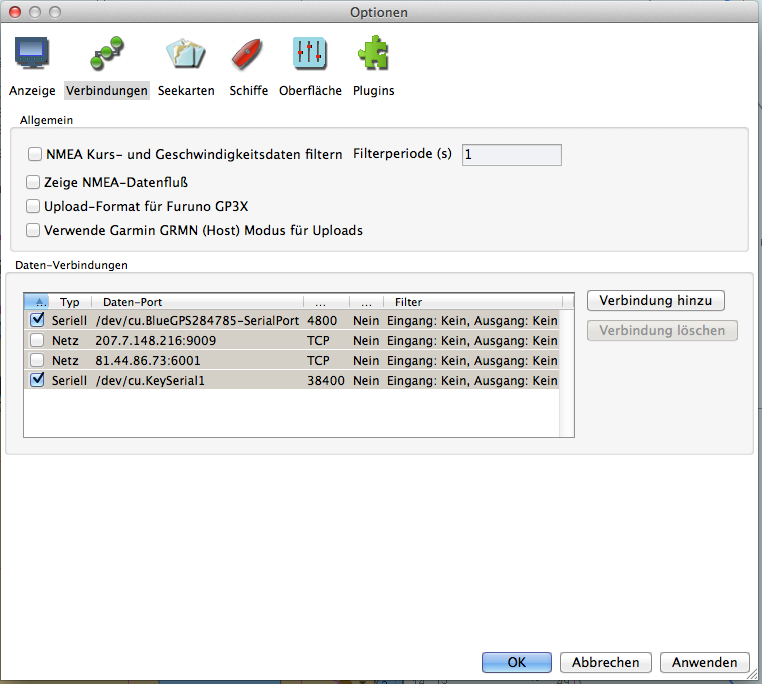 Optionen
Anzeige Verbindungen Seekarten Schiffe Oberfläche Plugins
Allgemein
NMEA Kurs- und Geschwindigkeitsdaten filtern Filterperiode (s) 1
Zeige NMEA-Datenfluß
Upload-Format für Furuno GP3X
Verwende Garmin GRMN (Host) Modus für Uploads
Daten-Verbindungen
Typ Daten-Port ... ... Filter
Seriell /dev/cu.BlueGPS284785-SerialPort 4800 Nein Eingang: Kein, Ausgang: Kein
Netz 207.7.148.216:9009 TCP Nein Eingang: Kein, Ausgang: Kein
Netz 81.44.86.73:6001 TCP Nein Eingang: Kein, Ausgang: Kein
Seriell /dev/cu.KeySerial1 38400 Nein Eingang: Kein, Ausgang: Kein
Verbindung hinzu
Verbindung löschen
OK Abbrechen Anwenden